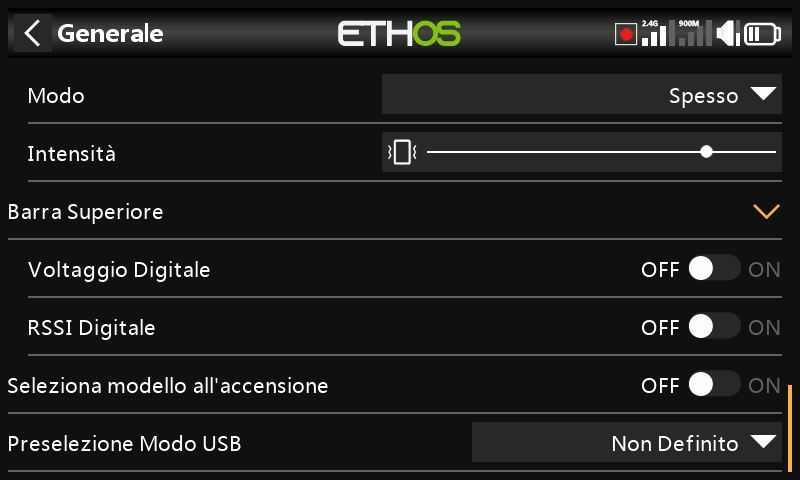 Generale
ETHOS
2.4G
900M
Modo
Spesso
Intensità
Barra Superiore
Voltaggio Digitale
OFF
ON
RSSI Digitale
OFF
ON
Seleziona modello all'accensione
OFF
ON
Preselezione Modo USB
Non Definito